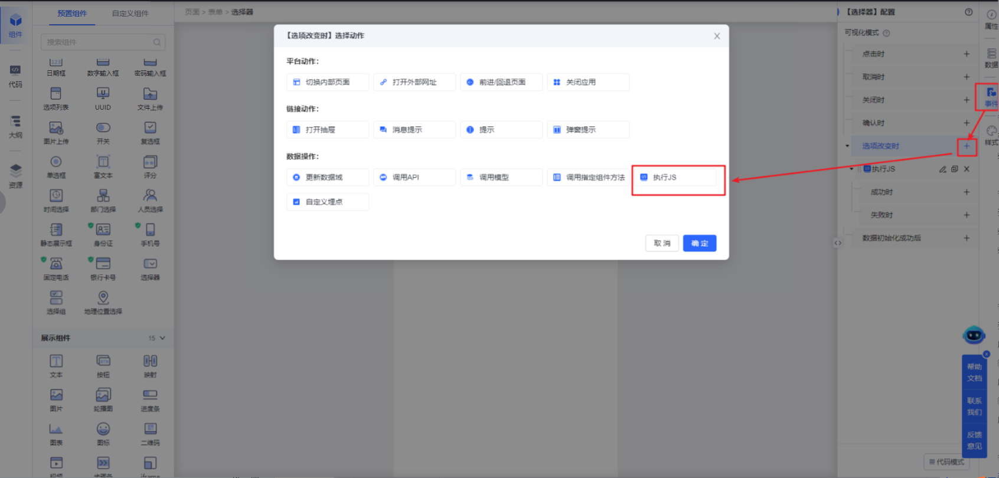 组件
代码
大纲
资源
预置组件 自定义组件
搜索组件
日期框 数字输入框 密码输入框
选项列表 UUID 文件上传
图片上传 开关 复选框
单选框 富文本 评分
时间选择 部门选择 人员选择
静态展示框 身份证 手机号
固定电话 银行卡号 选择器
选择组 地理位置选择
展示组件 15
文本 按钮 映射
图片 轮播图 进度条
图表 图标 二维码
页面 > 表单 > 选择器
【选项改变时】选择动作
平台动作：
切换内部页面 打开外部网址 前进/回退页面 关闭应用
链接动作：
打开抽屉 消息提示 提示 弹窗提示
数据操作：
更新数据域 调用API 调用模型 调用指定组件方法 执行JS
自定义埋点
取消 确定
【选择器】配置
可视化模式
点击时
取消时
关闭时
确认时
选项改变时
执行JS
成功时
失败时
数据初始化成功后
属性
数据
事件
样式
帮助
文档
联系
我们
反馈
意见
代码模式